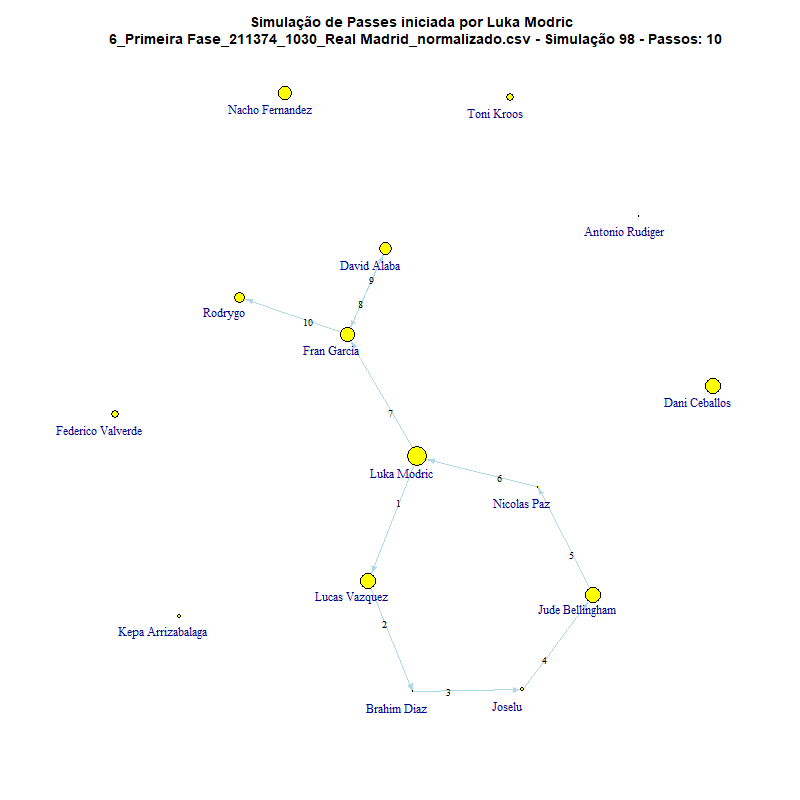 Simulação de Passes iniciada por Luka Modric
6_Primeira Fase_211374_1030_Real Madrid_normalizado.csv - Simulação 98 - Passos: 10
Nacho Fernandez
Toni Kroos
Antonio Rudiger
David Alaba
9
8
Rodrygo
10
Fran Garcia
Dani Ceballos
7
Federico Valverde
Luka Modric
6
Nicolas Paz
1
5
Lucas Vazquez
Jude Bellingham
2
Kepa Arrizabalaga
4
3
Brahim Diaz
Joselu